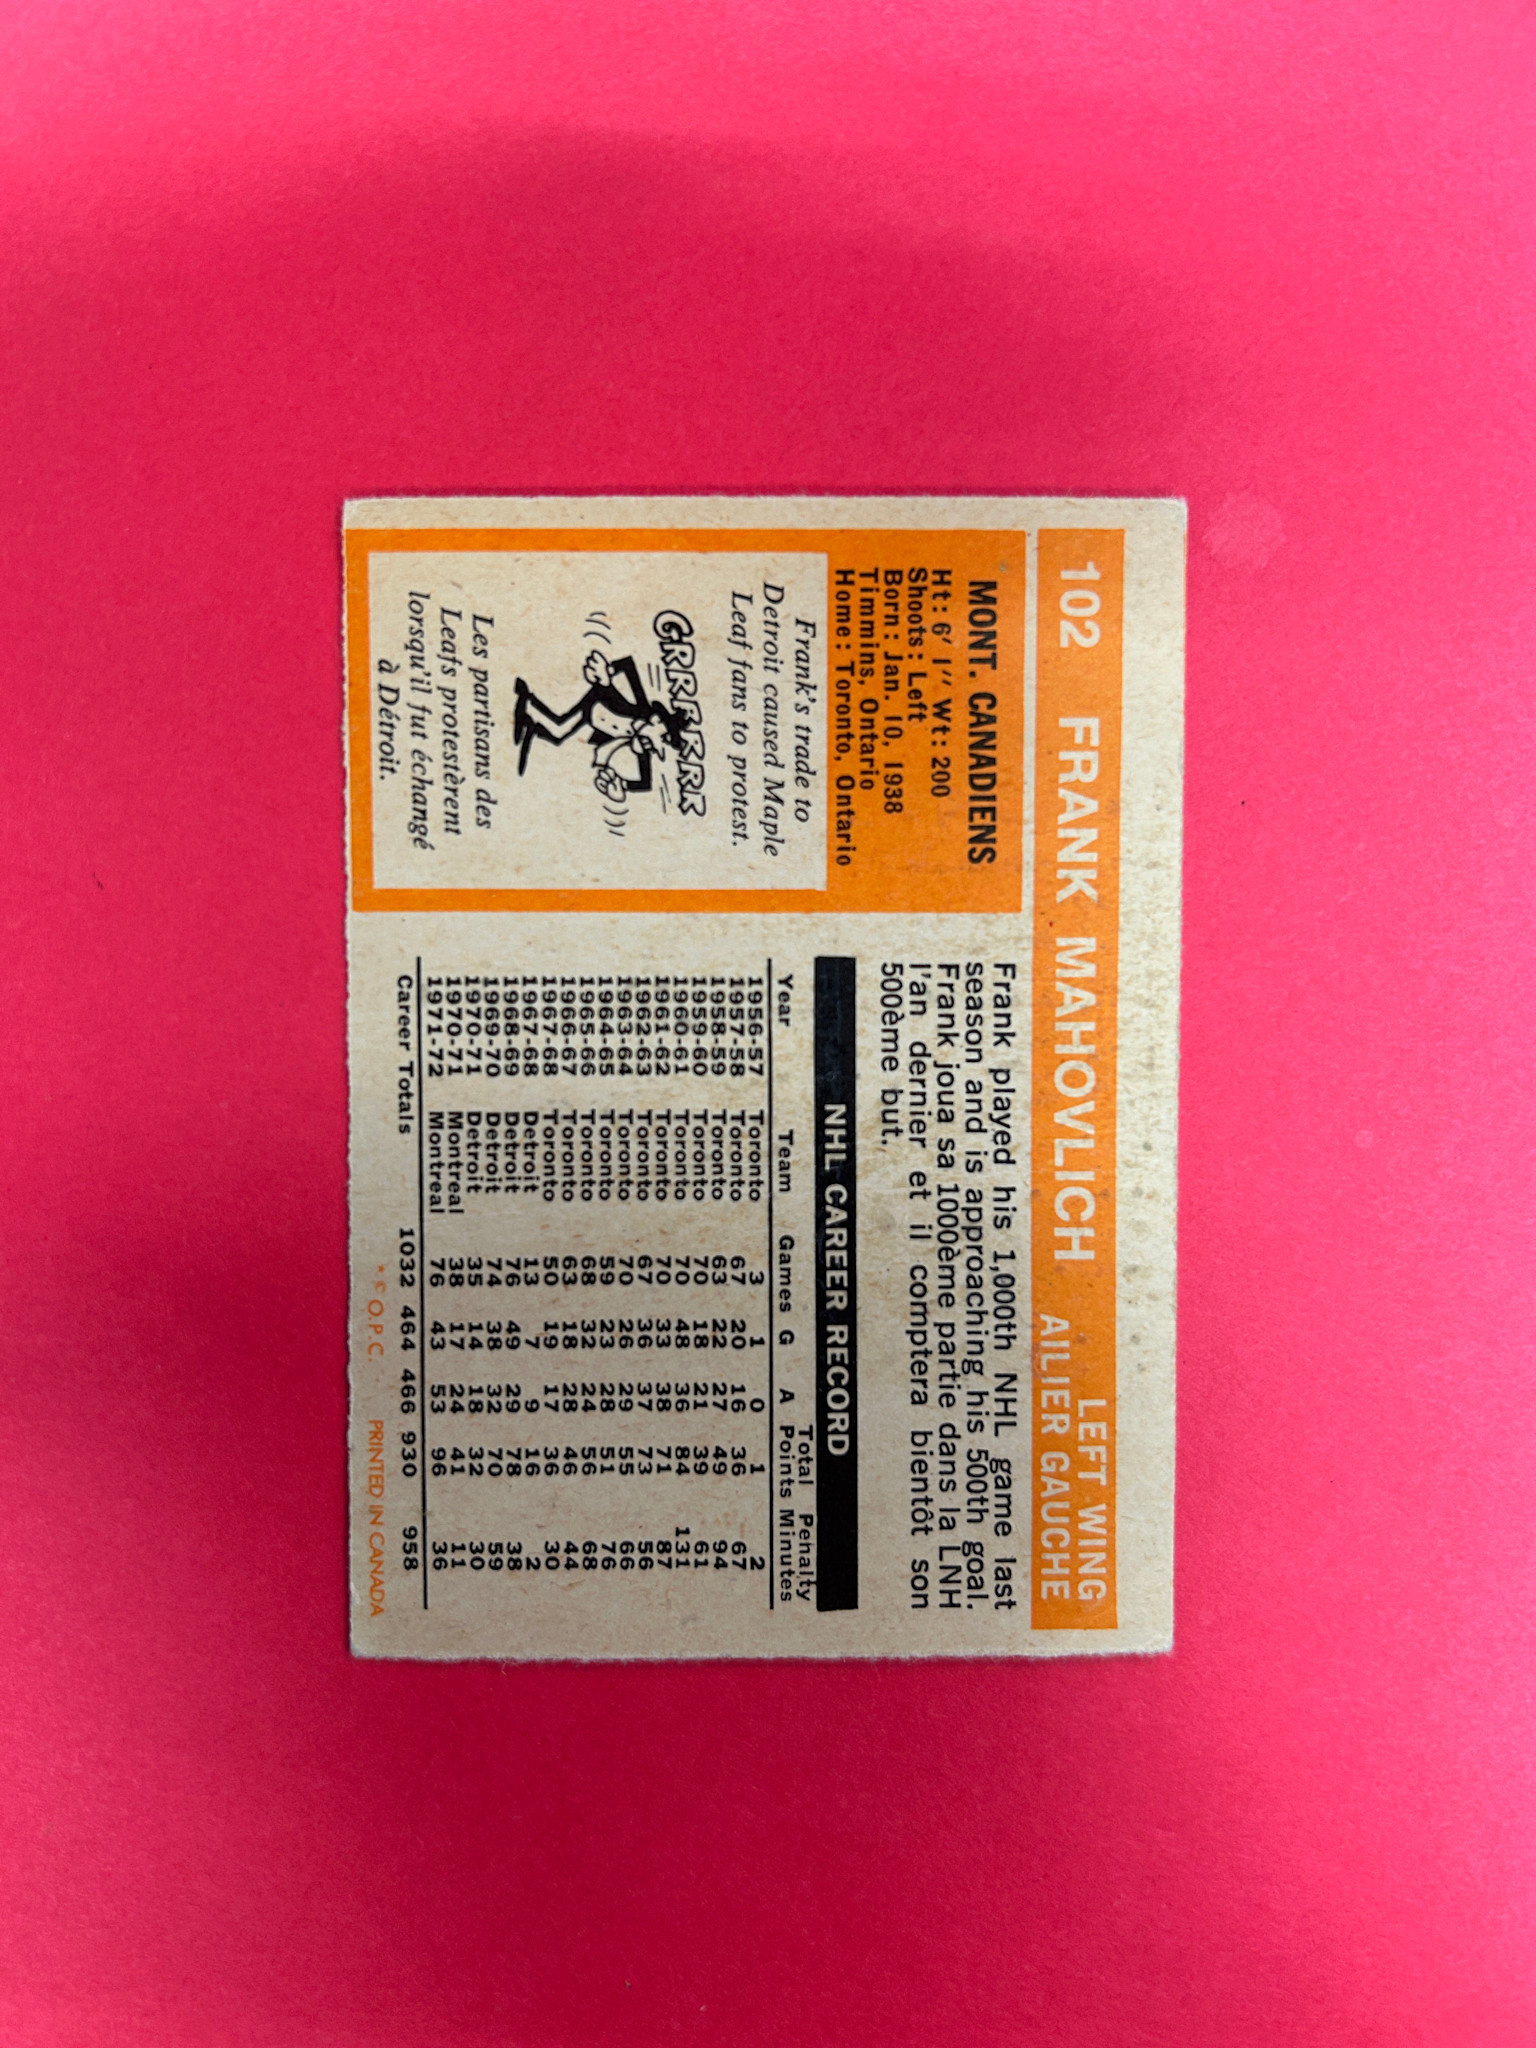 102 FRANK MAHOVLICH LEFT WING
AILIER GAUCHE
MONT. CANADIENS
Ht: 6' 1" Wt: 200
Shoots: Left
Born: Jan. 10, 1938
Timmins, Ontario
Home: Toronto, Ontario
Frank's trade to
Detroit caused Maple
Leaf fans to protest.
GRRRRRR
Les partisans des
Leafs protestèrent
lorsqu'il fut échangé
à Détroit.
Frank played his 1,000th NHL game last
season and is approaching his 500th goal.
Frank joua sa 1000ème partie dans la LNH
l'an dernier et il comptera bientôt son
500ème but.
NHL CAREER RECORD
Year Team Games G A Total Points Penalty Minutes
1956-57 Toronto 3 1 0 1 2
1957-58 Toronto 67 20 16 36 67
1958-59 Toronto 63 22 27 49 94
1959-60 Toronto 70 18 21 39 61
1960-61 Toronto 70 48 36 84 131
1961-62 Toronto 70 33 38 71 87
1962-63 Toronto 67 36 37 73 56
1963-64 Toronto 70 26 29 55 66
1964-65 Toronto 59 23 28 51 76
1965-66 Toronto 68 32 24 56 68
1966-67 Toronto 63 18 28 46 44
1967-68 Toronto 50 19 17 36 30
1967-68 Detroit 13 7 9 16 2
1968-69 Detroit 76 49 29 78 38
1969-70 Detroit 74 38 32 70 59
1970-71 Detroit 35 14 18 32 30
1970-71 Montreal 38 17 24 41 11
1971-72 Montreal 76 43 53 96 36
Career Totals 1032 464 466 930 958
* © O.P.C. PRINTED IN CANADA